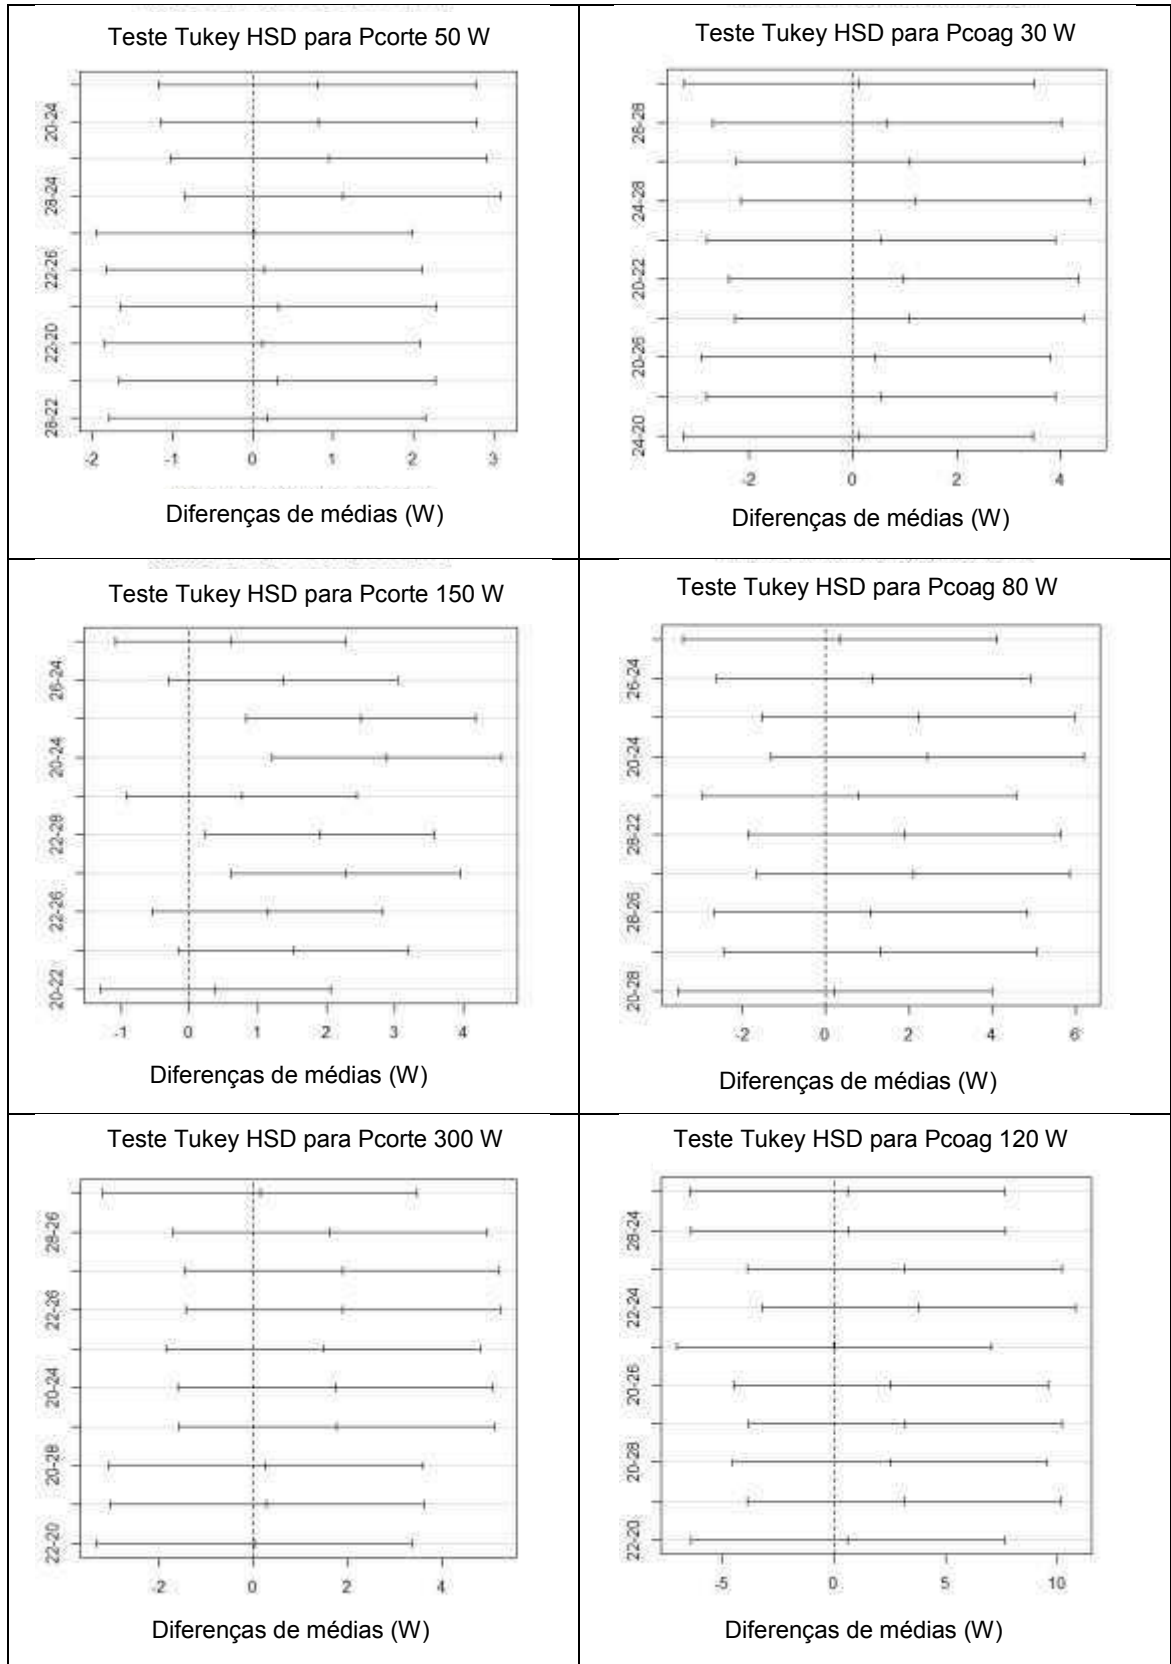 Teste Tukey HSD para Pcorte 50 W
20-24
28-24
22-26
22-20
28-22
-2 -1 0 1 2 3
Diferenças de médias (W)
Teste Tukey HSD para Pcoag 30 W
26-28
24-28
20-22
20-26
24-20
-2 0 2 4
Diferenças de médias (W)
Teste Tukey HSD para Pcorte 150 W
26-24
20-24
22-28
22-26
20-22
-1 0 1 2 3 4
Diferenças de médias (W)
Teste Tukey HSD para Pcoag 80 W
26-24
20-24
28-22
28-26
20-28
-2 0 2 4 6
Diferenças de médias (W)
Teste Tukey HSD para Pcorte 300 W
28-26
22-26
20-24
20-28
22-20
-2 0 2 4
Diferenças de médias (W)
Teste Tukey HSD para Pcoag 120 W
28-24
22-24
20-26
20-28
22-20
-5 0 5 10
Diferenças de médias (W)